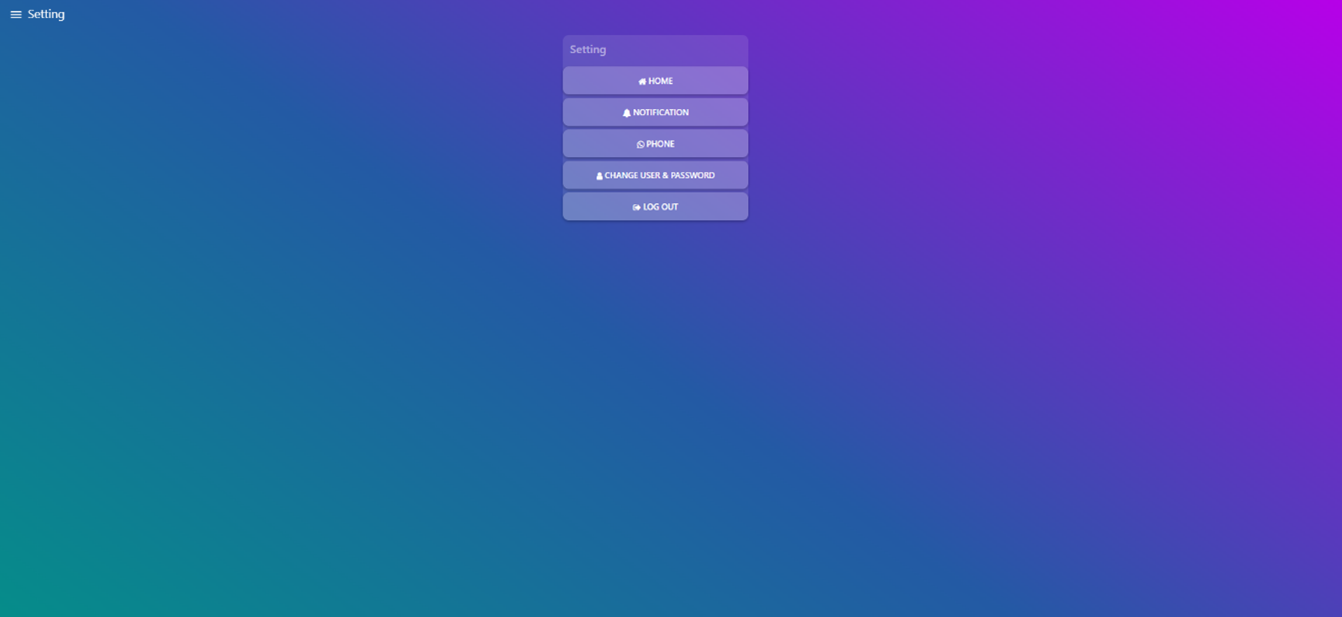 Setting
Setting
HOME
NOTIFICATION
PHONE
CHANGE USER & PASSWORD
LOG OUT